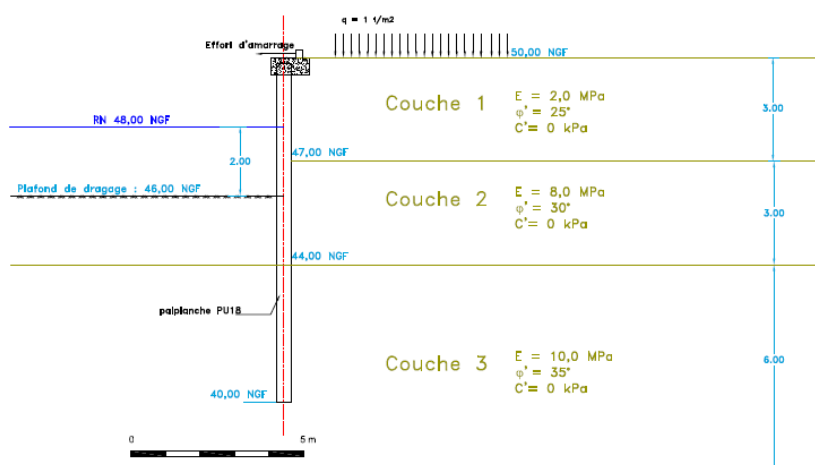 q = 1 t/m2
Effort d'amarrage
50,00 NGF
Couche 1
E = 2,0 MPa
φ'= 25°
C'= 0 kPa
3.00
RN 48,00 NGF
2.00
47,00 NGF
Plafond de dragage : 46,00 NGF
Couche 2
E = 8,0 MPa
φ'= 30°
C'= 0 kPa
3.00
44,00 NGF
palplanche PU18
Couche 3
E = 10,0 MPa
φ'= 35°
C'= 0 kPa
6.00
40,00 NGF
0
5 m